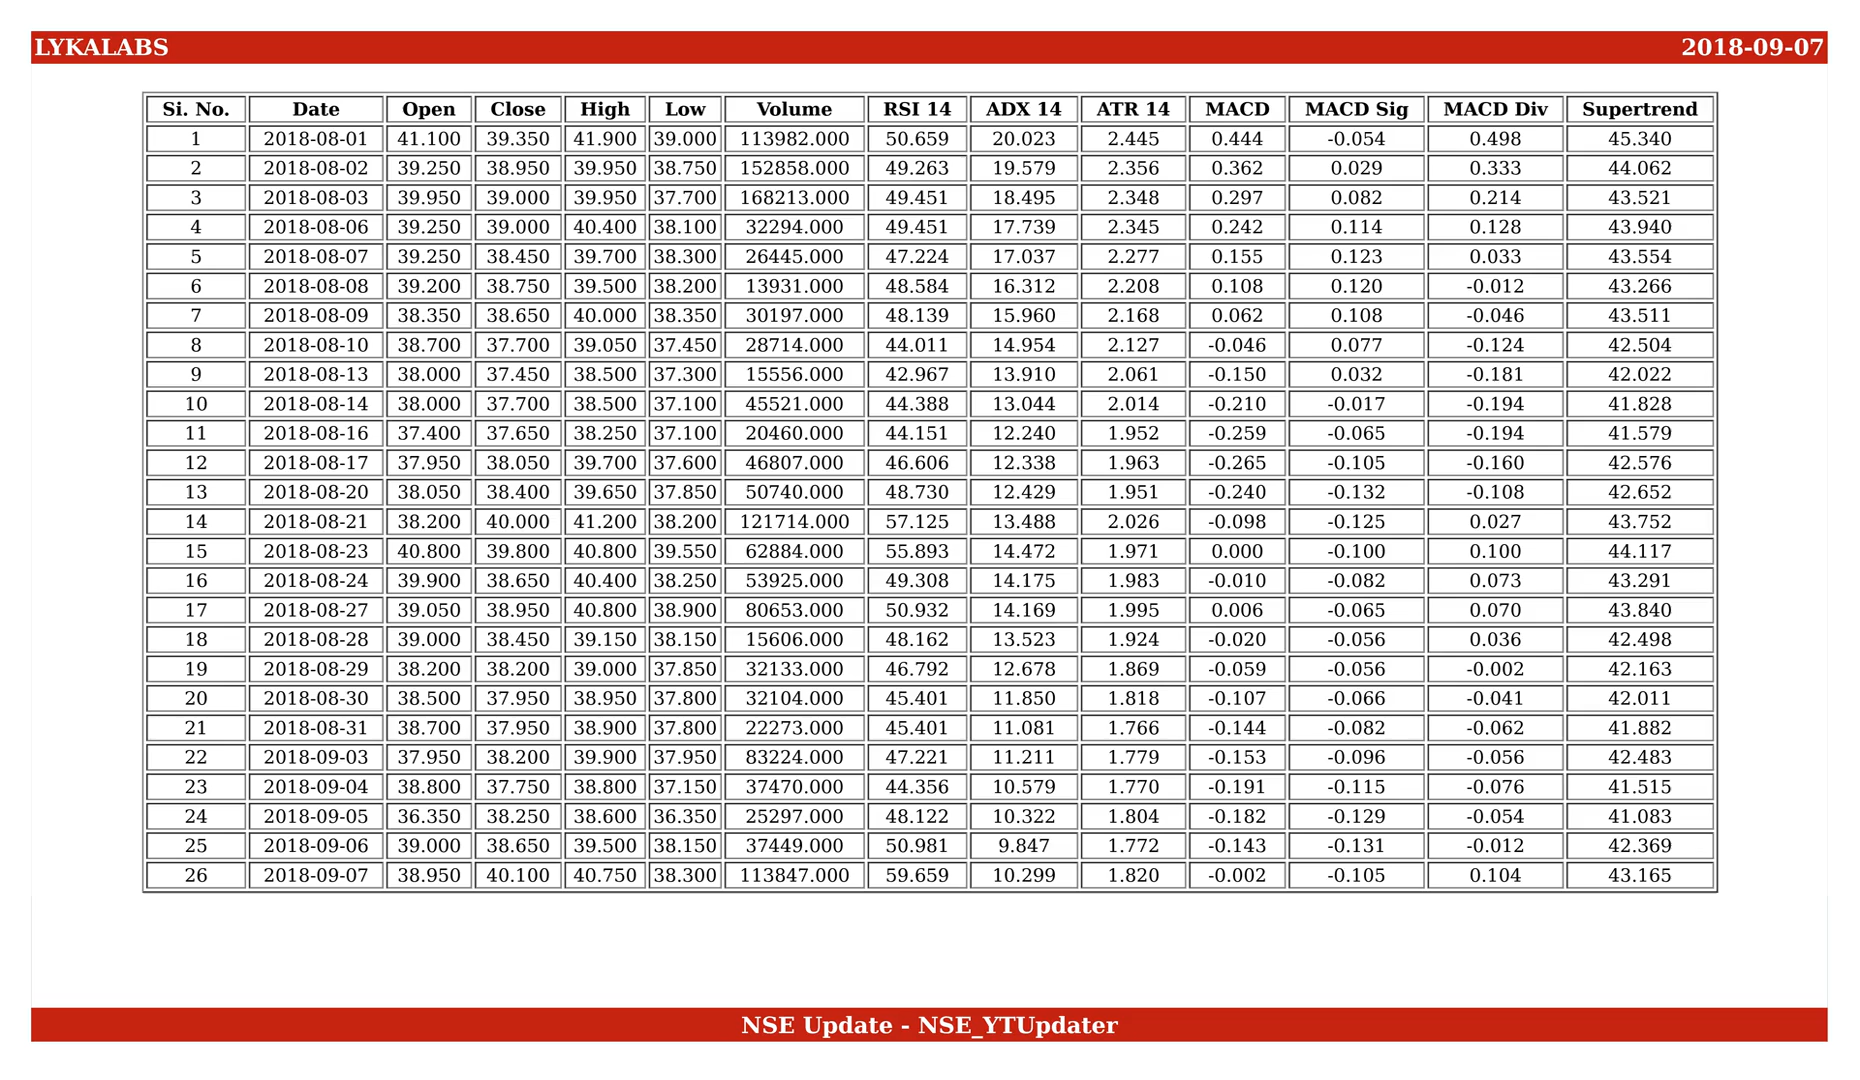 LYKALABS 2018-09-07
Si. No. Date Open Close High Low Volume RSI 14 ADX 14 ATR 14 MACD MACD Sig MACD Div Supertrend
1 2018-08-01 41.100 39.350 41.900 39.000 113982.000 50.659 20.023 2.445 0.444 -0.054 0.498 45.340
2 2018-08-02 39.250 38.950 39.950 38.750 152858.000 49.263 19.579 2.356 0.362 0.029 0.333 44.062
3 2018-08-03 39.950 39.000 39.950 37.700 168213.000 49.451 18.495 2.348 0.297 0.082 0.214 43.521
4 2018-08-06 39.250 39.000 40.400 38.100 32294.000 49.451 17.739 2.345 0.242 0.114 0.128 43.940
5 2018-08-07 39.250 38.450 39.700 38.300 26445.000 47.224 17.037 2.277 0.155 0.123 0.033 43.554
6 2018-08-08 39.200 38.750 39.500 38.200 13931.000 48.584 16.312 2.208 0.108 0.120 -0.012 43.266
7 2018-08-09 38.350 38.650 40.000 38.350 30197.000 48.139 15.960 2.168 0.062 0.108 -0.046 43.511
8 2018-08-10 38.700 37.700 39.050 37.450 28714.000 44.011 14.954 2.127 -0.046 0.077 -0.124 42.504
9 2018-08-13 38.000 37.450 38.500 37.300 15556.000 42.967 13.910 2.061 -0.150 0.032 -0.181 42.022
10 2018-08-14 38.000 37.700 38.500 37.100 45521.000 44.388 13.044 2.014 -0.210 -0.017 -0.194 41.828
11 2018-08-16 37.400 37.650 38.250 37.100 20460.000 44.151 12.240 1.952 -0.259 -0.065 -0.194 41.579
12 2018-08-17 37.950 38.050 39.700 37.600 46807.000 46.606 12.338 1.963 -0.265 -0.105 -0.160 42.576
13 2018-08-20 38.050 38.400 39.650 37.850 50740.000 48.730 12.429 1.951 -0.240 -0.132 -0.108 42.652
14 2018-08-21 38.200 40.000 41.200 38.200 121714.000 57.125 13.488 2.026 -0.098 -0.125 0.027 43.752
15 2018-08-23 40.800 39.800 40.800 39.550 62884.000 55.893 14.472 1.971 0.000 -0.100 0.100 44.117
16 2018-08-24 39.900 38.650 40.400 38.250 53925.000 49.308 14.175 1.983 -0.010 -0.082 0.073 43.291
17 2018-08-27 39.050 38.950 40.800 38.900 80653.000 50.932 14.169 1.995 0.006 -0.065 0.070 43.840
18 2018-08-28 39.000 38.450 39.150 38.150 15606.000 48.162 13.523 1.924 -0.020 -0.056 0.036 42.498
19 2018-08-29 38.200 38.200 39.000 37.850 32133.000 46.792 12.678 1.869 -0.059 -0.056 -0.002 42.163
20 2018-08-30 38.500 37.950 38.950 37.800 32104.000 45.401 11.850 1.818 -0.107 -0.066 -0.041 42.011
21 2018-08-31 38.700 37.950 38.900 37.800 22273.000 45.401 11.081 1.766 -0.144 -0.082 -0.062 41.882
22 2018-09-03 37.950 38.200 39.900 37.950 83224.000 47.221 11.211 1.779 -0.153 -0.096 -0.056 42.483
23 2018-09-04 38.800 37.750 38.800 37.150 37470.000 44.356 10.579 1.770 -0.191 -0.115 -0.076 41.515
24 2018-09-05 36.350 38.250 38.600 36.350 25297.000 48.122 10.322 1.804 -0.182 -0.129 -0.054 41.083
25 2018-09-06 39.000 38.650 39.500 38.150 37449.000 50.981 9.847 1.772 -0.143 -0.131 -0.012 42.369
26 2018-09-07 38.950 40.100 40.750 38.300 113847.000 59.659 10.299 1.820 -0.002 -0.105 0.104 43.165
NSE Update - NSE_YTUpdater